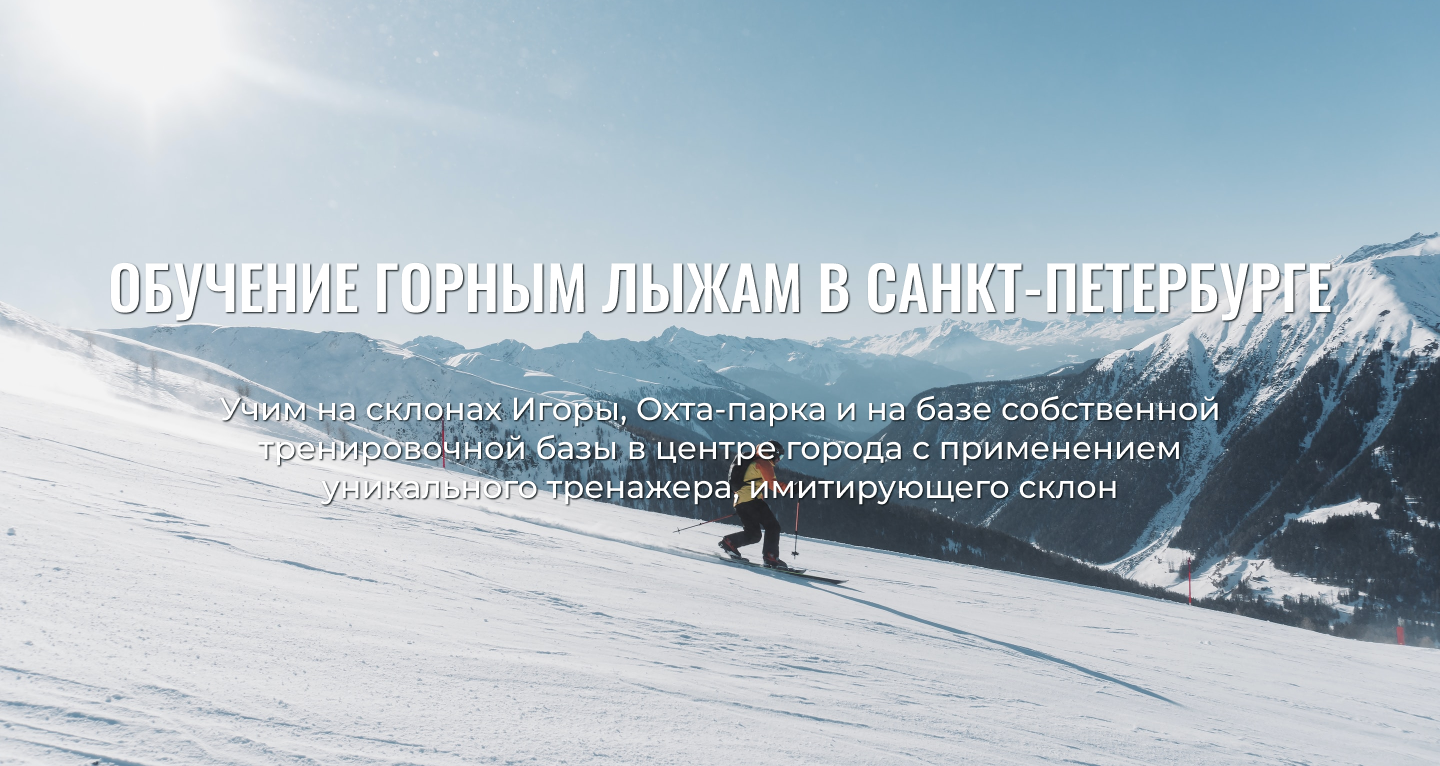 ОБУЧЕНИЕ ГОРНЫМ ЛЫЖАМ В САНКТ-ПЕТЕРБУРГЕ
Учим на склонах Игоры, Охта-парка и на базе собственной
тренировочной базы в центре города с применением
уникального тренажера, имитирующего склон